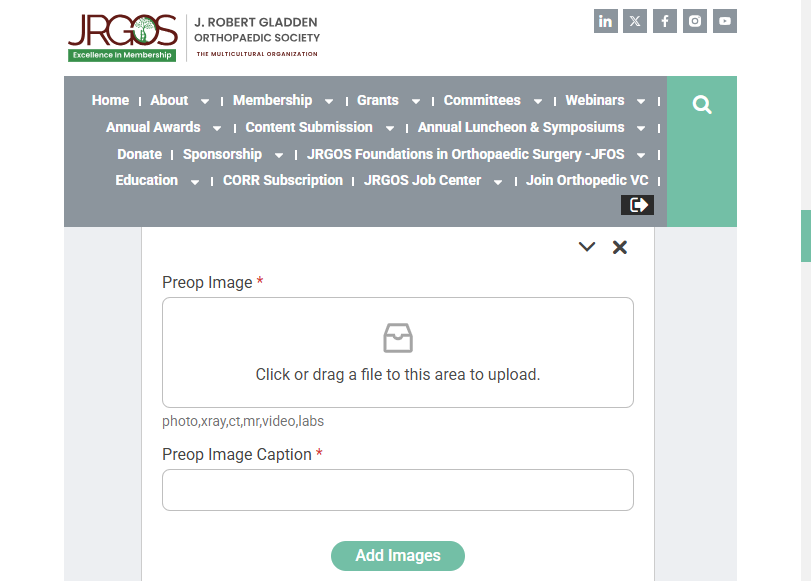 JRGOS
Excellence in Membership
J. ROBERT GLADDEN
ORTHOPAEDIC SOCIETY
THE MULTICULTURAL ORGANIZATION
Home | About | Membership | Grants | Committees | Webinars |
Annual Awards | Content Submission | Annual Luncheon & Symposiums |
Donate | Sponsorship | JRGOS Foundations in Orthopaedic Surgery -JFOS |
Education | CORR Subscription | JRGOS Job Center | Join Orthopedic VC |
Preop Image *
Click or drag a file to this area to upload.
photo,xray,ct,mr,video,labs
Preop Image Caption *
Add Images